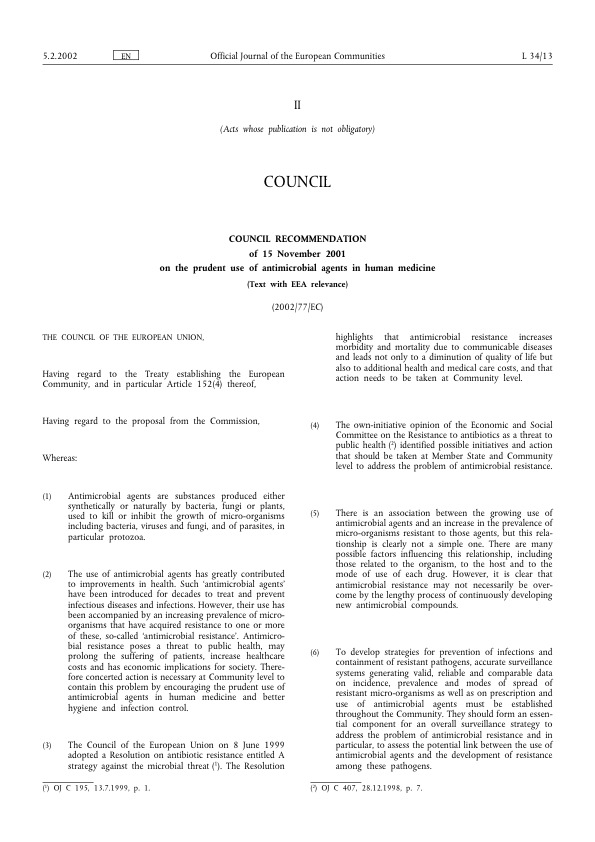 5.2.2002
EN
Official Journal of the European Communities
L 34/13
II
(Acts whose publication is not obligatory)
COUNCIL
COUNCIL RECOMMENDATION
of 15 November 2001
on the prudent use of antimicrobial agents in human medicine
(Text with EEA relevance)
(2002/77/EC)
THE COUNCIL OF THE EUROPEAN UNION,
Having regard to the Treaty establishing the European
Community, and in particular Article 152(4) thereof,
Having regard to the proposal from the Commission,
Whereas:
(1) Antimicrobial agents are substances produced either
synthetically or naturally by bacteria, fungi or plants,
used to kill or inhibit the growth of micro-organisms
including bacteria, viruses and fungi, and of parasites, in
particular protozoa.
(2) The use of antimicrobial agents has greatly contributed
to improvements in health. Such ‘antimicrobial agents’
have been introduced for decades to treat and prevent
infectious diseases and infections. However, their use has
been accompanied by an increasing prevalence of micro-
organisms that have acquired resistance to one or more
of these, so-called ‘antimicrobial resistance’. Antimicro-
bial resistance poses a threat to public health, may
prolong the suffering of patients, increase healthcare
costs and has economic implications for society. There-
fore concerted action is necessary at Community level to
contain this problem by encouraging the prudent use of
antimicrobial agents in human medicine and better
hygiene and infection control.
(3) The Council of the European Union on 8 June 1999
adopted a Resolution on antibiotic resistance entitled A
strategy against the microbial threat (¹). The Resolution
(¹) OJ C 195, 13.7.1999, p. 1.
highlights that antimicrobial resistance increases
morbidity and mortality due to communicable diseases
and leads not only to a diminution of quality of life but
also to additional health and medical care costs, and that
action needs to be taken at Community level.
(4) The own-initiative opinion of the Economic and Social
Committee on the Resistance to antibiotics as a threat to
public health (²) identified possible initiatives and action
that should be taken at Member State and Community
level to address the problem of antimicrobial resistance.
(5) There is an association between the growing use of
antimicrobial agents and an increase in the prevalence of
micro-organisms resistant to those agents, but this rela-
tionship is clearly not a simple one. There are many
possible factors influencing this relationship, including
those related to the organism, to the host and to the
mode of use of each drug. However, it is clear that
antimicrobial resistance may not necessarily be over-
come by the lengthy process of continuously developing
new antimicrobial compounds.
(6) To develop strategies for prevention of infections and
containment of resistant pathogens, accurate surveillance
systems generating valid, reliable and comparable data
on incidence, prevalence and modes of spread of
resistant micro-organisms as well as on prescription and
use of antimicrobial agents must be established
throughout the Community. They should form an essen-
tial component for an overall surveillance strategy to
address the problem of antimicrobial resistance and in
particular, to assess the potential link between the use of
antimicrobial agents and the development of resistance
among these pathogens.
(²) OJ C 407, 28.12.1998, p. 7.